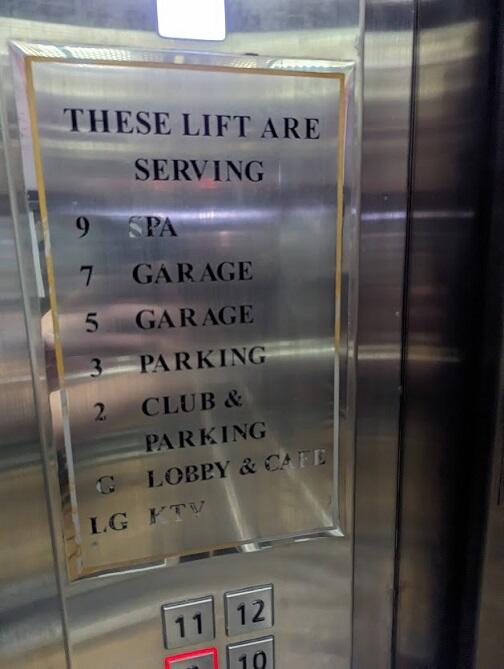 THESE LIFT ARE
SERVING
9 SPA
7 GARAGE
5 GARAGE
3 PARKING
2 CLUB &
PARKING
G LOBBY & CAFE
LG KTV
11 12
10